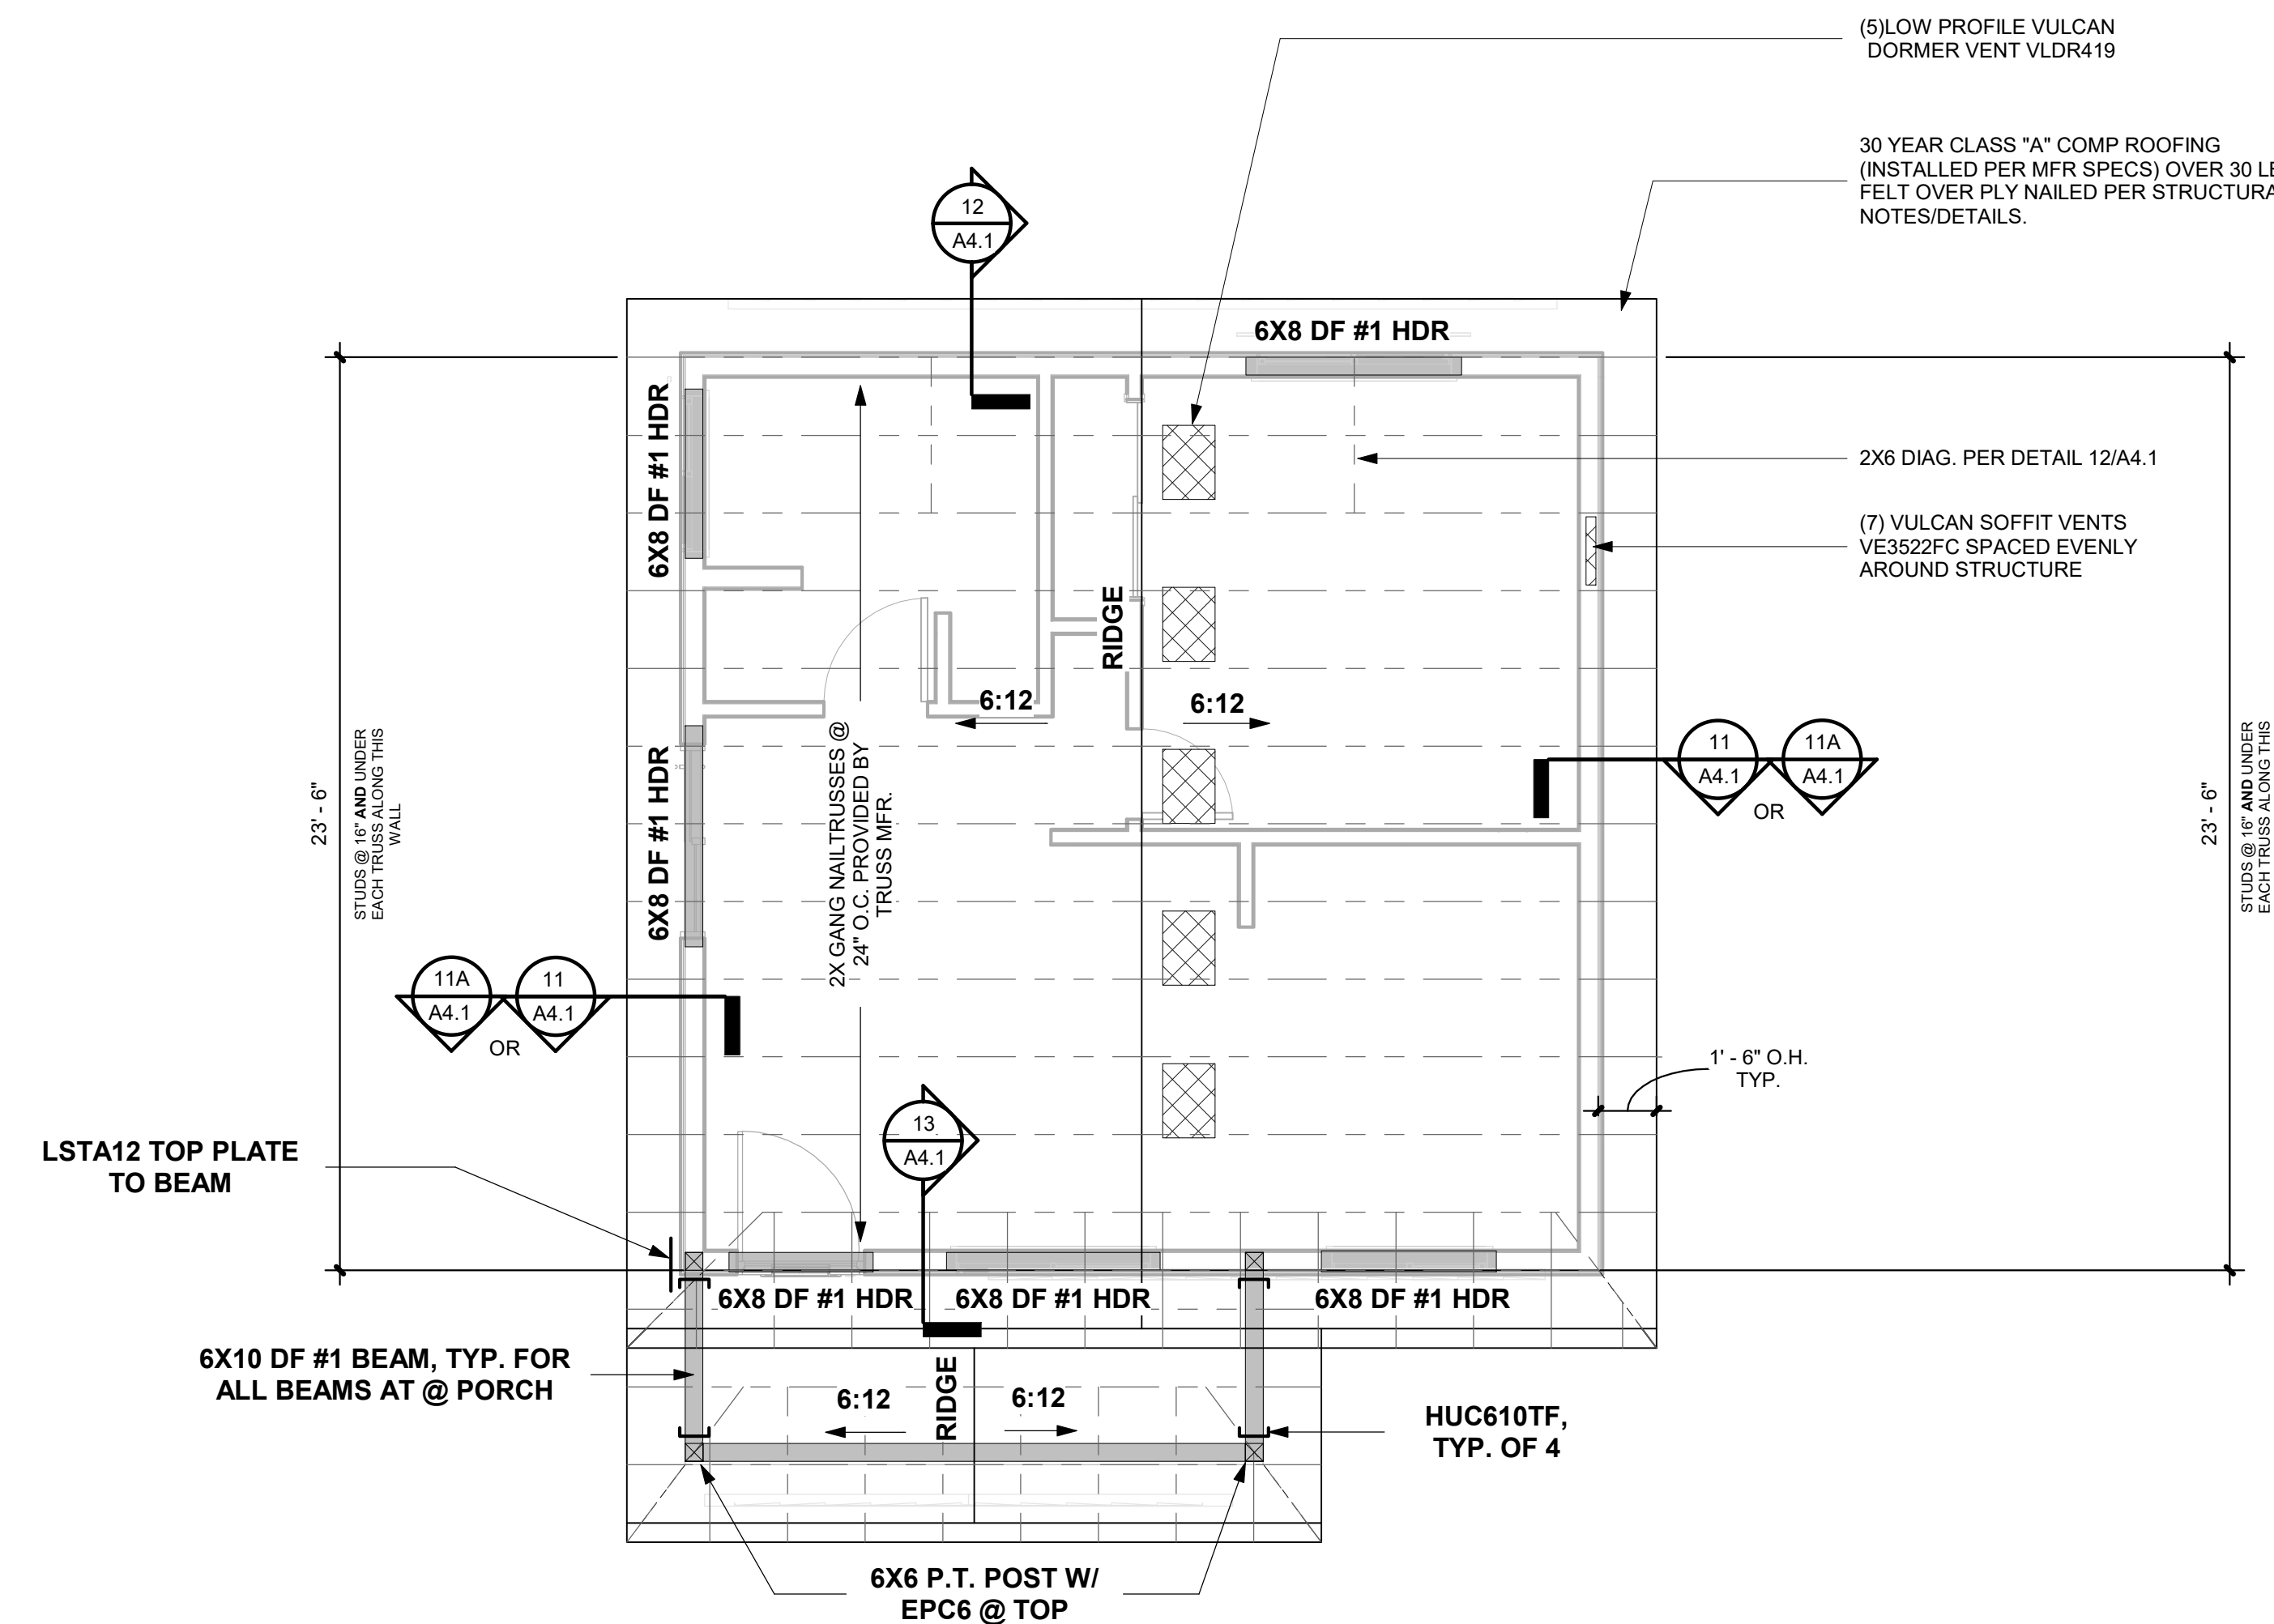 (5)LOW PROFILE VULCAN
DORMER VENT VLDR419
30 YEAR CLASS "A" COMP ROOFING
(INSTALLED PER MFR SPECS) OVER 30 LB
FELT OVER PLY NAILED PER STRUCTURA
NOTES/DETAILS.
12
A4.1
6X8 DF #1 HDR
6X8 DF #1 HDR
2X6 DIAG. PER DETAIL 12/A4.1
(7) VULCAN SOFFIT VENTS
VE3522FC SPACED EVENLY
AROUND STRUCTURE
RIDGE
6:12
6:12
23' - 6"
STUDS @ 16" AND UNDER
EACH TRUSS ALONG THIS
WALL
6X8 DF #1 HDR
2X GANG NAILTRUSSES @
24" O.C. PROVIDED BY
TRUSS MFR.
11
A4.1
11A
A4.1
OR
23' - 6"
STUDS @ 16" AND UNDER
EACH TRUSS ALONG THIS
11A
A4.1
11
A4.1
OR
1' - 6" O.H.
TYP.
13
A4.1
LSTA12 TOP PLATE
TO BEAM
6X8 DF #1 HDR
6X8 DF #1 HDR
6X8 DF #1 HDR
6X10 DF #1 BEAM, TYP. FOR
ALL BEAMS AT @ PORCH
6:12
RIDGE
6:12
HUC610TF,
TYP. OF 4
6X6 P.T. POST W/
EPC6 @ TOP